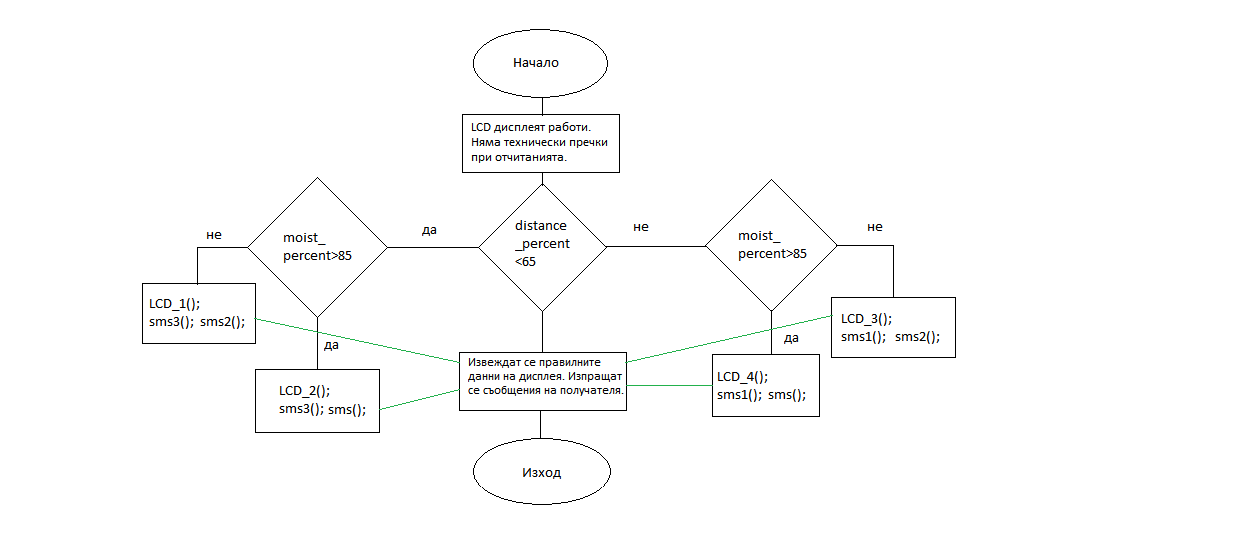 Начало
LCD дисплеят работи.
Няма технически пречки
при отчитанията.
не
moist_
percent>85
да
distance
_percent
<65
не
moist_
percent>85
не
LCD_1();
sms3(); sms2();
да
LCD_2();
sms3(); sms();
Извеждат се правилните
данни на дисплея. Изпращат
се съобщения на получателя.
да
LCD_4();
sms1(); sms();
LCD_3();
sms1(); sms2();
Изход